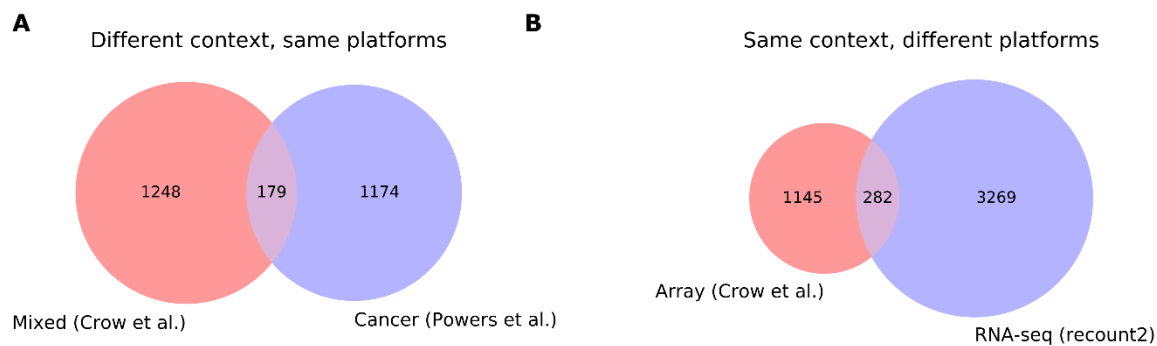 A
Different context, same platforms
1248
179
1174
Mixed (Crow et al.)
Cancer (Powers et al.)
B
Same context, different platforms
1145
282
3269
Array (Crow et al.)
RNA-seq (recount2)